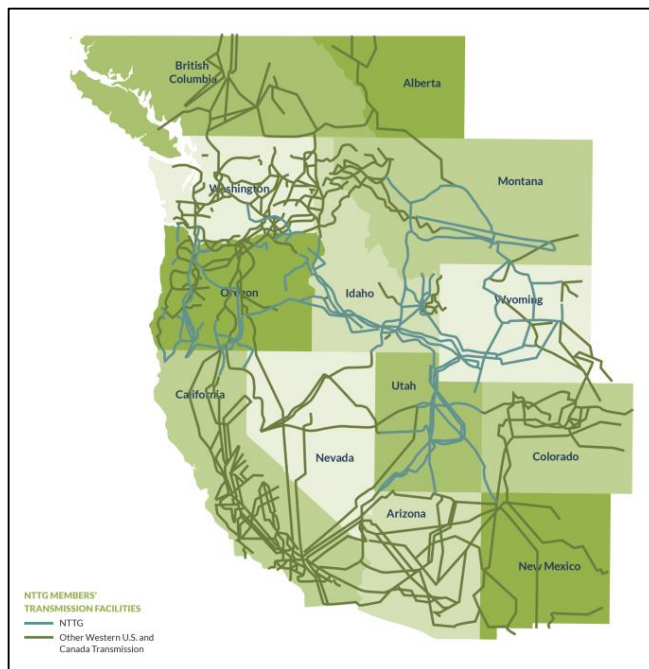 British
Columbia
Alberta
Washington
Montana
Oregon
Idaho
Wyoming
California
Utah
Nevada
Colorado
Arizona
New Mexico
NTTG MEMBERS'
TRANSMISSION FACILITIES
NTTG
Other Western U.S. and
Canada Transmission